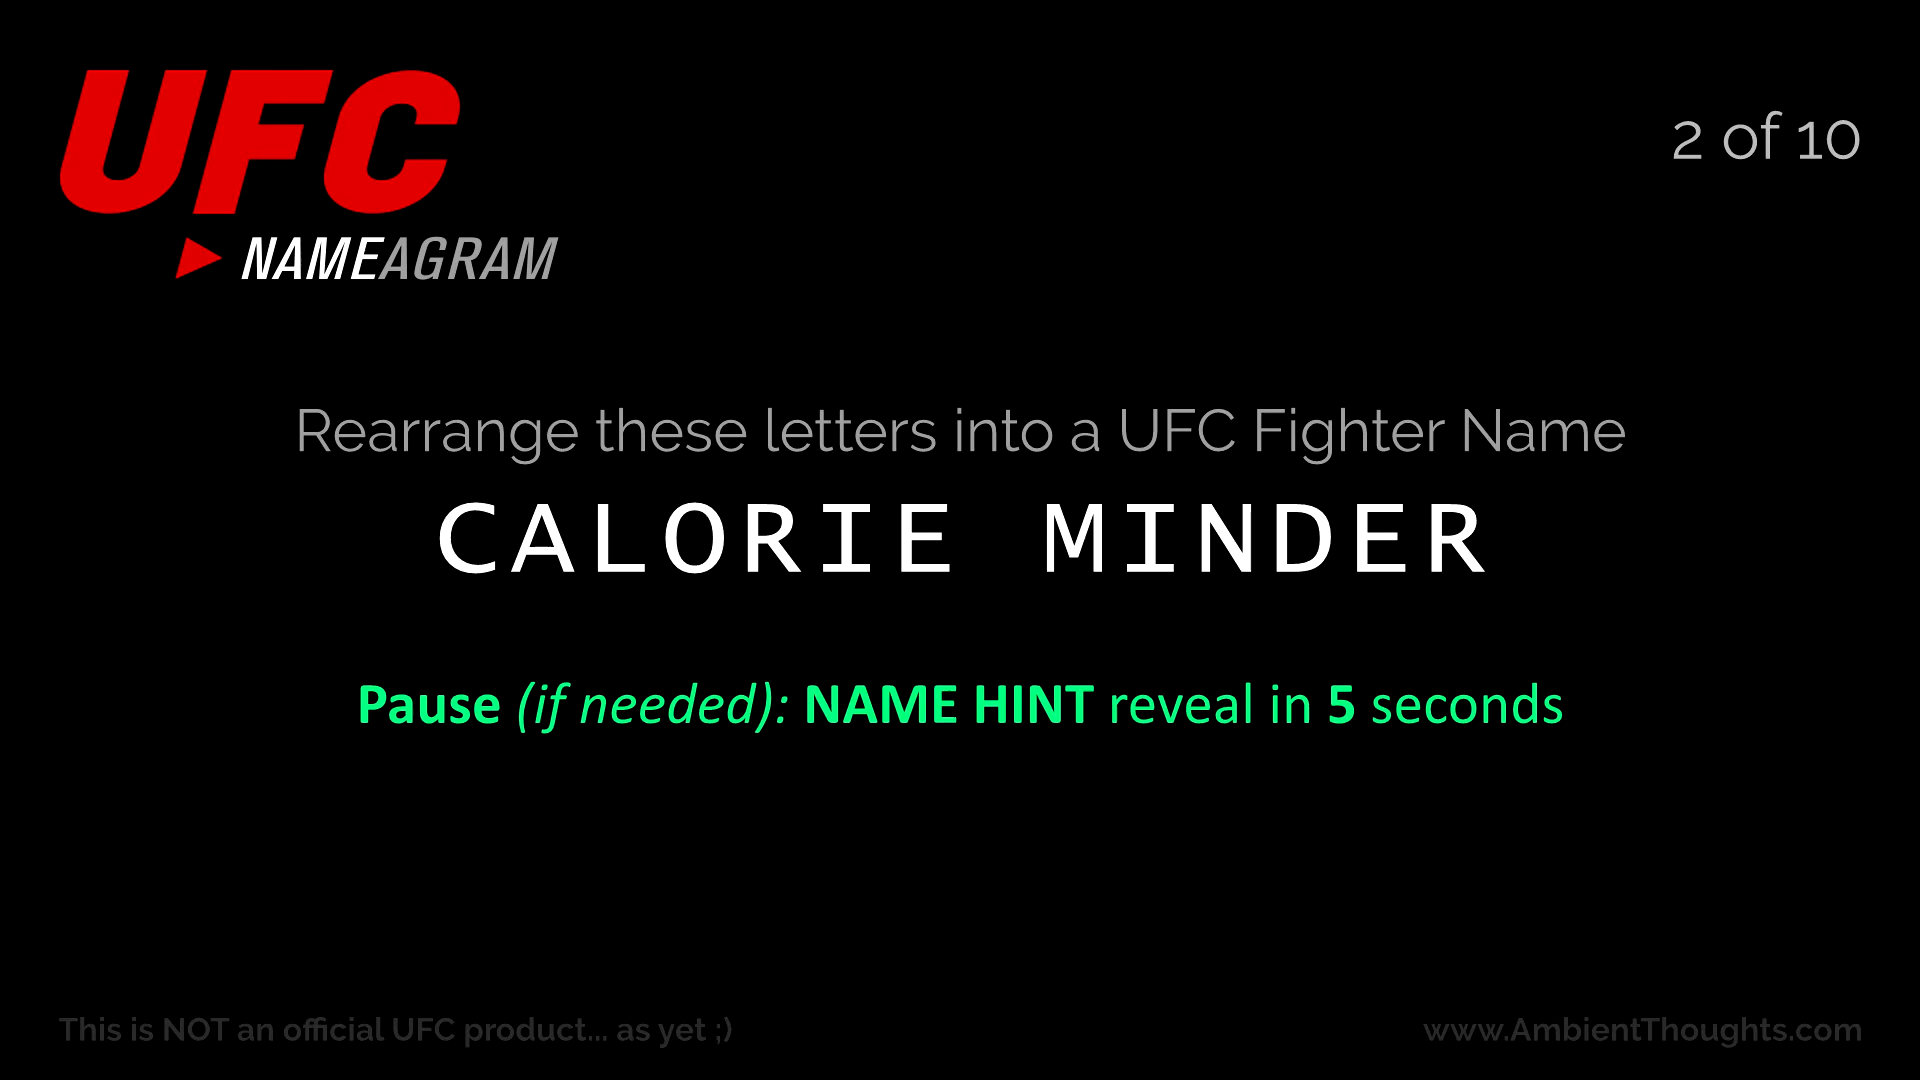 UFC
2 of 10
NAMEAGRAM
Rearrange these letters into a UFC Fighter Name
CALORIE MINDER
Pause (if needed): NAME HINT reveal in 5 seconds
This is NOT an official UFC product... as yet ;)
www.AmbientThoughts.com